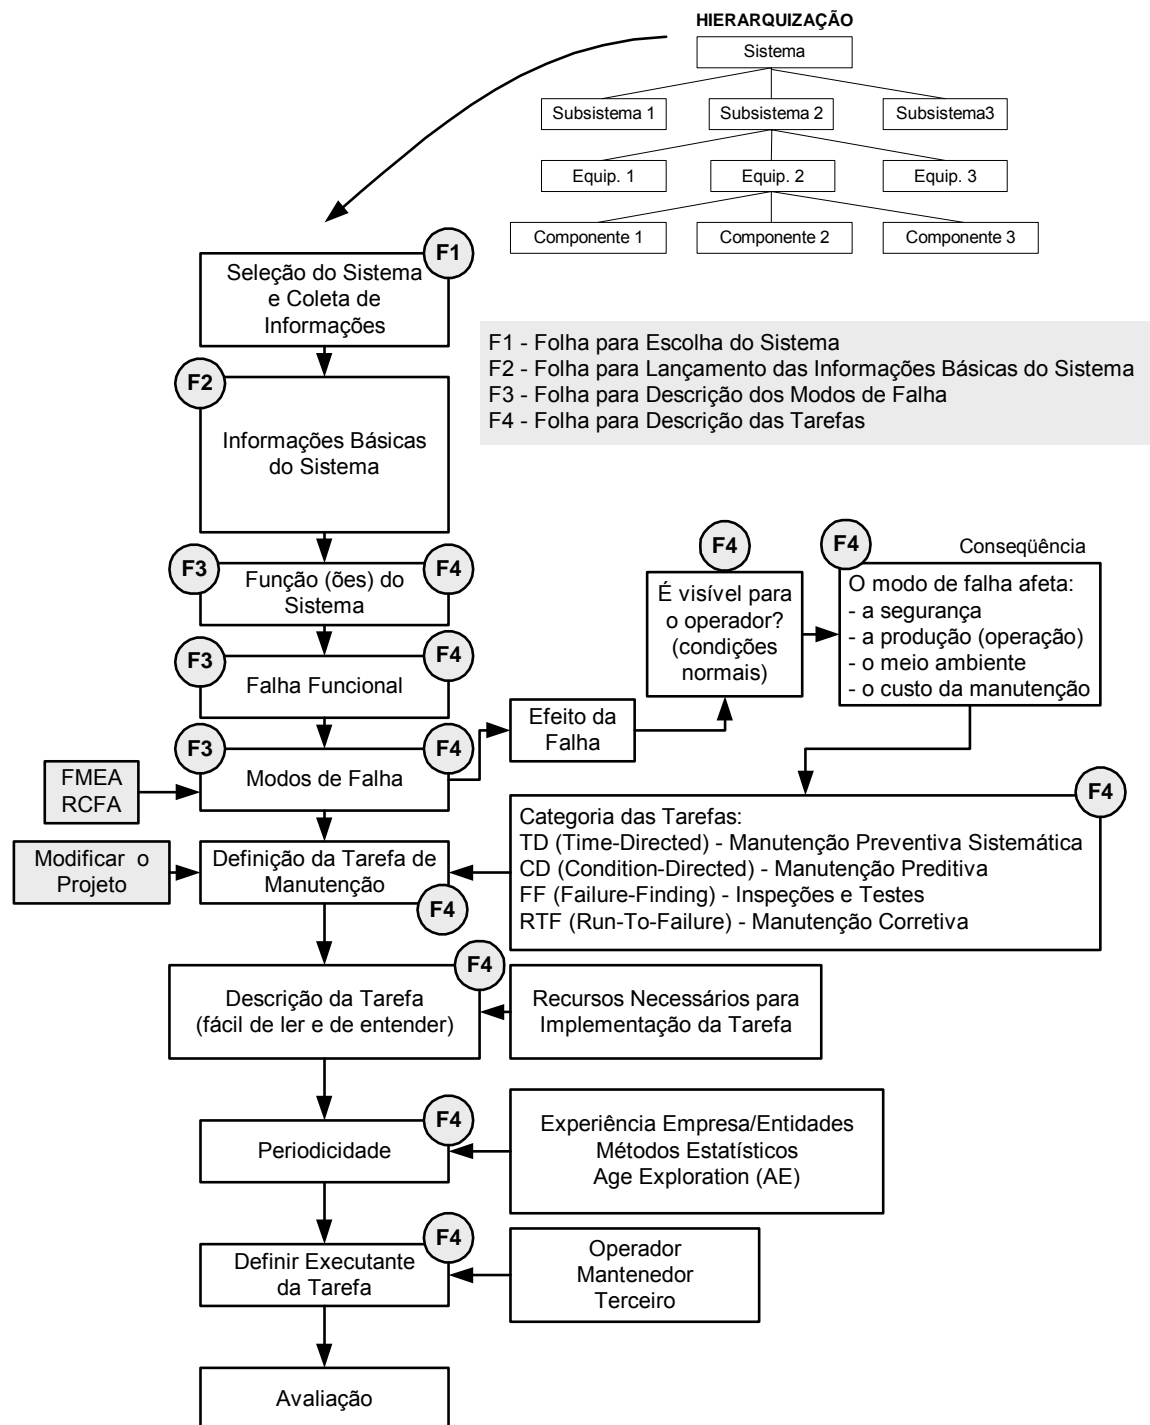 HIERARQUIZAÇÃO
Sistema
Subsistema 1
Subsistema 2
Subsistema3
Equip. 1
Equip. 2
Equip. 3
Componente 1
Componente 2
Componente 3
F1
Seleção do Sistema
e Coleta de
Informações
F1 - Folha para Escolha do Sistema
F2 - Folha para Lançamento das Informações Básicas do Sistema
F3 - Folha para Descrição dos Modos de Falha
F4 - Folha para Descrição das Tarefas
F2
Informações Básicas
do Sistema
F3
F4
Função (ões) do
Sistema
F3
F4
Falha Funcional
F3
F4
Modos de Falha
FMEA
RCFA
Efeito da
Falha
F4
É visível para
o operador?
(condições
normais)
F4
Conseqüência
O modo de falha afeta:
- a segurança
- a produção (operação)
- o meio ambiente
- o custo da manutenção
F4
Categoria das Tarefas:
TD (Time-Directed) - Manutenção Preventiva Sistemática
CD (Condition-Directed) - Manutenção Preditiva
FF (Failure-Finding) - Inspeções e Testes
RTF (Run-To-Failure) - Manutenção Corretiva
Modificar o
Projeto
Definição da Tarefa de
Manutenção
F4
F4
Descrição da Tarefa
(fácil de ler e de entender)
Recursos Necessários para
Implementação da Tarefa
F4
Periodicidade
Experiência Empresa/Entidades
Métodos Estatísticos
Age Exploration (AE)
F4
Definir Executante
da Tarefa
Operador
Mantenedor
Terceiro
Avaliação